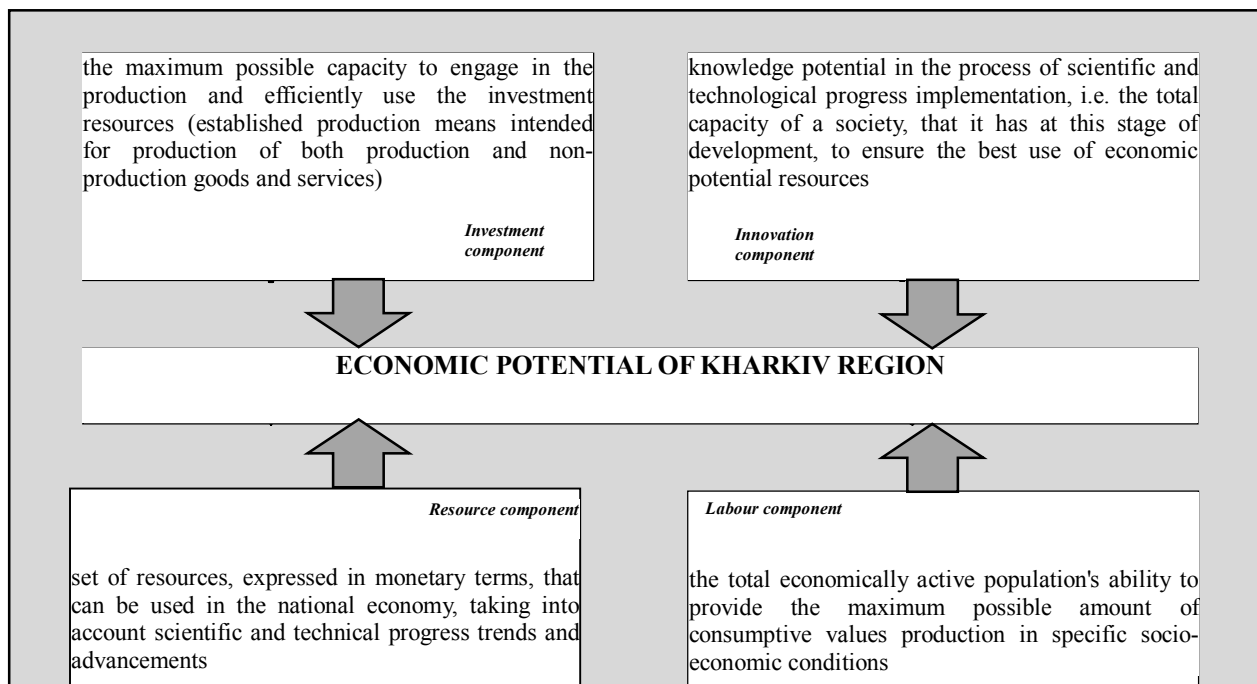 the maximum possible capacity to engage in the
production and efficiently use the investment
resources (established production means intended
for production of both production and non-
production goods and services)
Investment
component
knowledge potential in the process of scientific and
technological progress implementation, i.e. the total
capacity of a society, that it has at this stage of
development, to ensure the best use of economic
potential resources
Innovation
component
ECONOMIC POTENTIAL OF KHARKIV REGION
Resource component
set of resources, expressed in monetary terms, that
can be used in the national economy, taking into
account scientific and technical progress trends and
advancements
Labour component
the total economically active population's ability to
provide the maximum possible amount of
consumptive values production in specific socio-
economic conditions